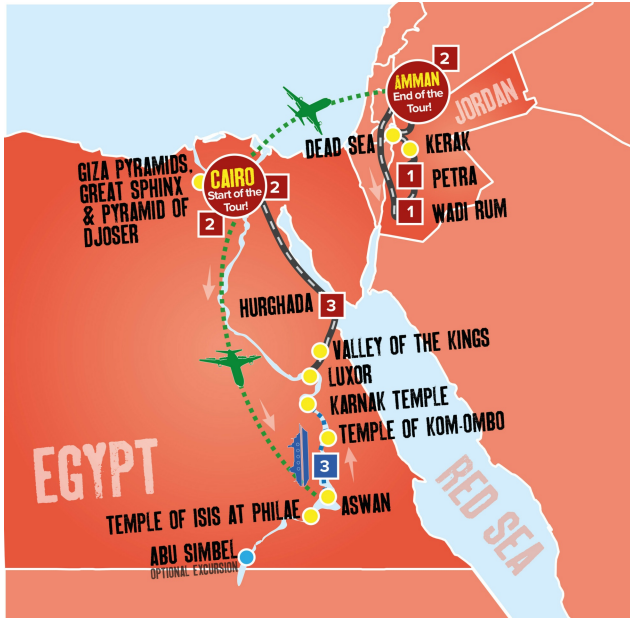 2
AMMAN
End of the
Tour!
JORDAN
DEAD SEA
KERAK
1
PETRA
1
WADI RUM
GIZA PYRAMIDS,
GREAT SPHINX
& PYRAMID OF
DJOSER
CAIRO
Start of the
Tour!
2
2
HURGHADA
3
VALLEY OF THE KINGS
LUXOR
KARNAK TEMPLE
TEMPLE OF KOM-OMBO
3
EGYPT
RED SEA
TEMPLE OF ISIS AT PHILAE
ASWAN
ABU SIMBEL
OPTIONAL EXCURSION